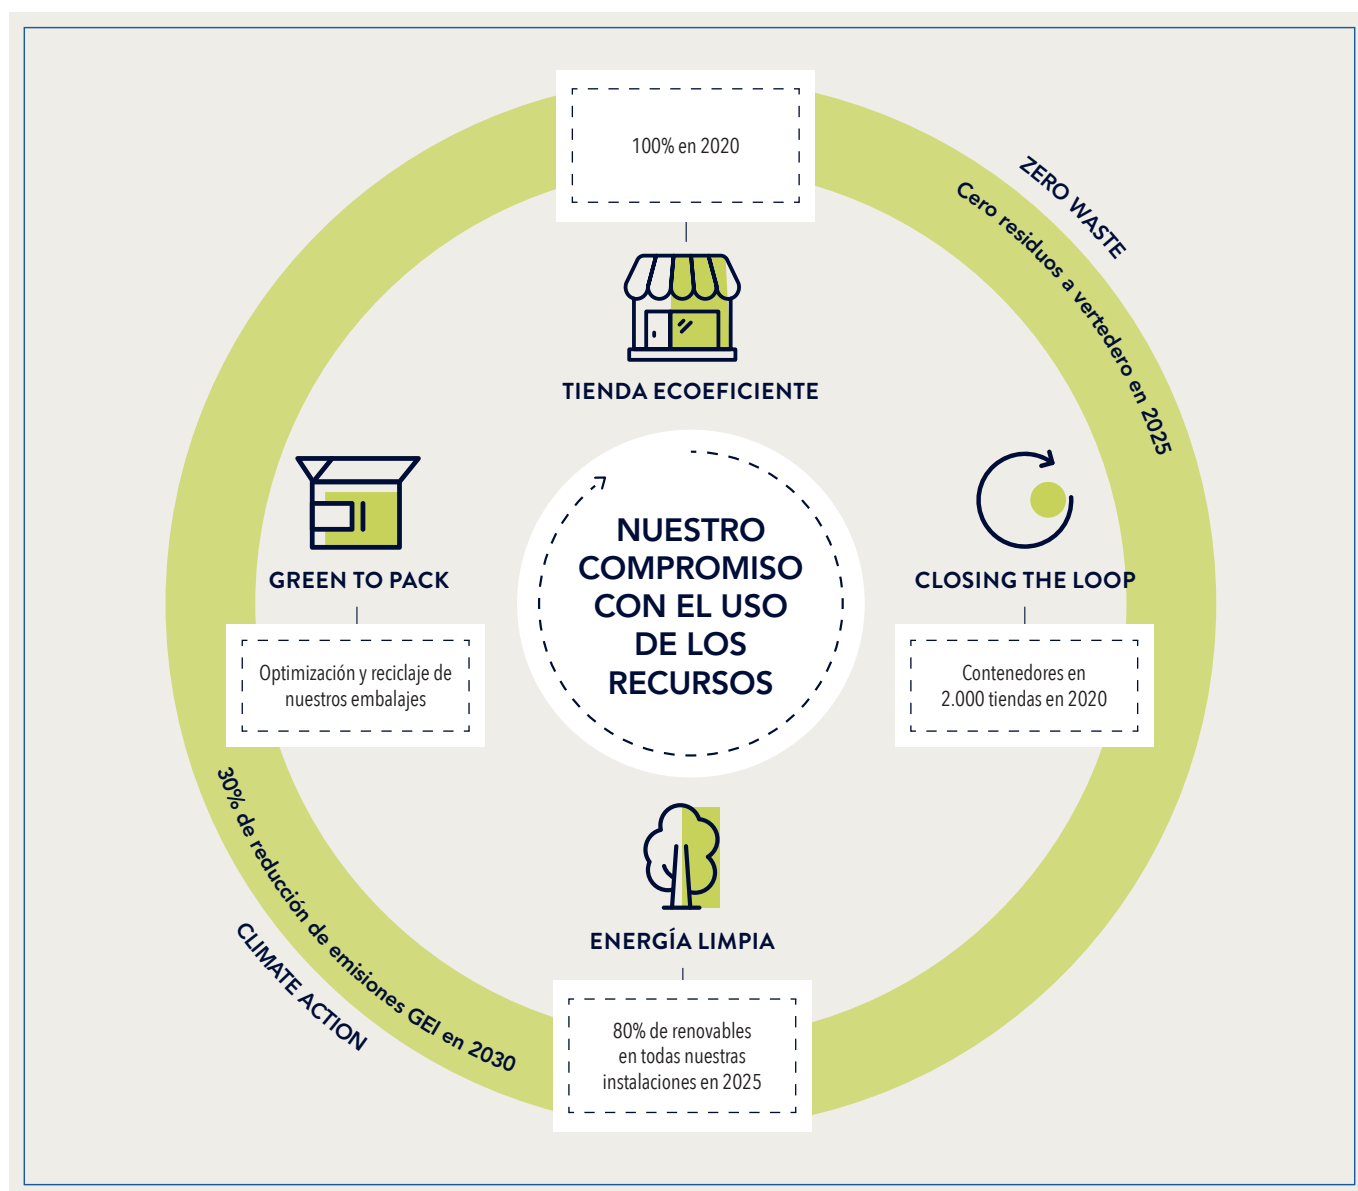 100% en 2020
TIENDA ECOEFICIENTE
ZERO WASTE
Cero residuos a vertedero en 2025
NUESTRO
COMPROMISO
CON EL USO
DE LOS
RECURSOS
GREEN TO PACK
Optimización y reciclaje de
nuestros embalajes
CLOSING THE LOOP
Contenedores en
2.000 tiendas en 2020
30% de reducción de emisiones GEI en 2030
CLIMATE ACTION
ENERGÍA LIMPIA
80% de renovables
en todas nuestras
instalaciones en 2025